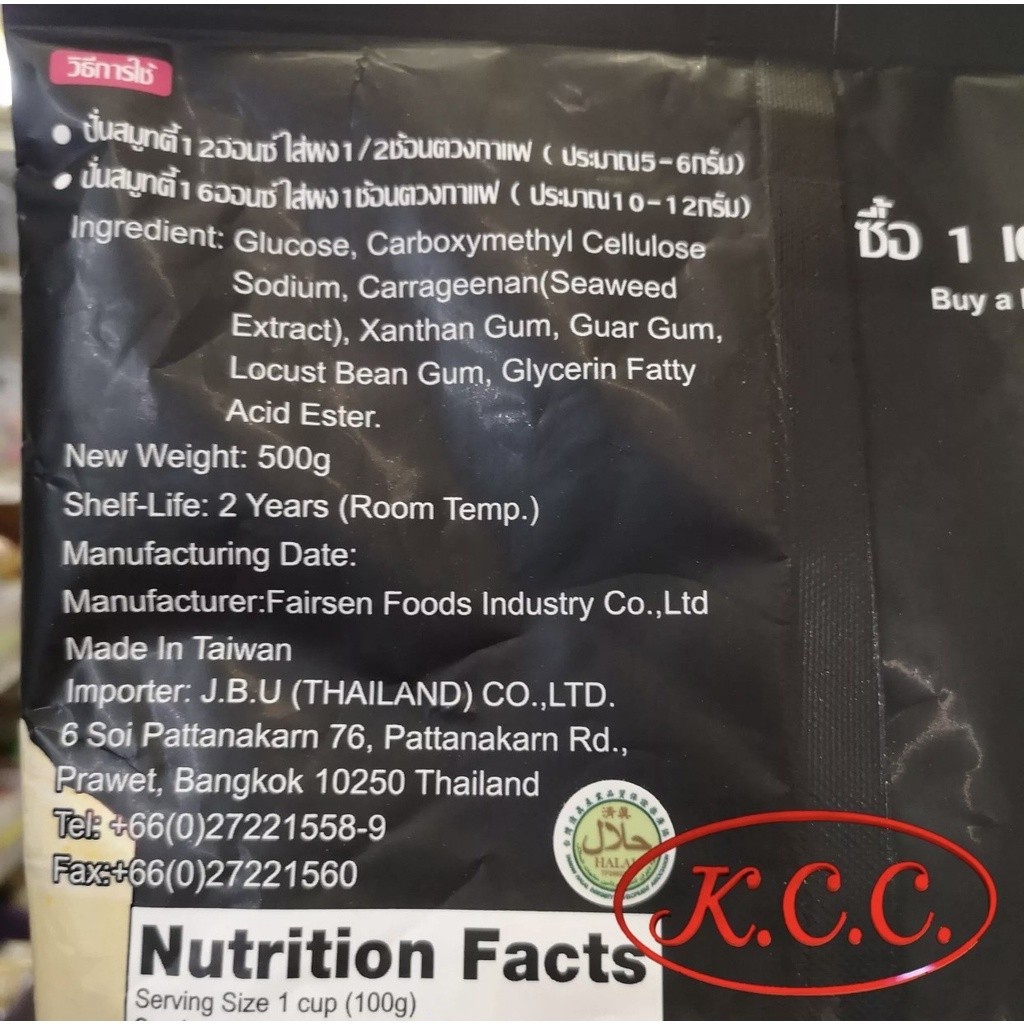 วิธีการใช้
● ปั่นสมูทตี้12ออนซ์ ใส่ผง1/2ช้อนตวงกาแฟ ( ประมาณ5-6กรัม)
● ปั่นสมูทตี้16ออนซ์ ใส่ผง1ช้อนตวงกาแฟ ( ประมาณ10-12กรัม)
Ingredient: Glucose, Carboxymethyl Cellulose
Sodium, Carrageenan(Seaweed
Extract), Xanthan Gum, Guar Gum,
Locust Bean Gum, Glycerin Fatty
Acid Ester.
New Weight: 500g
Shelf-Life: 2 Years (Room Temp.)
Manufacturing Date:
Manufacturer:Fairsen Foods Industry Co.,Ltd
Made In Taiwan
Importer: J.B.U (THAILAND) CO.,LTD.
6 Soi Pattanakarn 76, Pattanakarn Rd.,
Prawet, Bangkok 10250 Thailand
Tel: +66(0)27221558-9
Fax:+66(0)27221560
ซื้อ 1
Buy a
清真
حلال
HALAL
K.C.C.
Nutrition Facts
Serving Size 1 cup (100g)